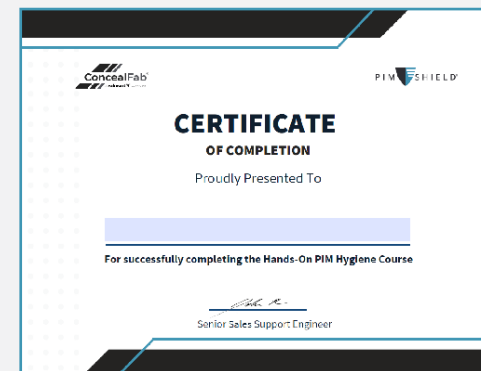 ConcealFab
PIM SHIELD
CERTIFICATE
OF COMPLETION
Proudly Presented To
For successfully completing the Hands-On PIM Hygiene Course
Senior Sales Support Engineer